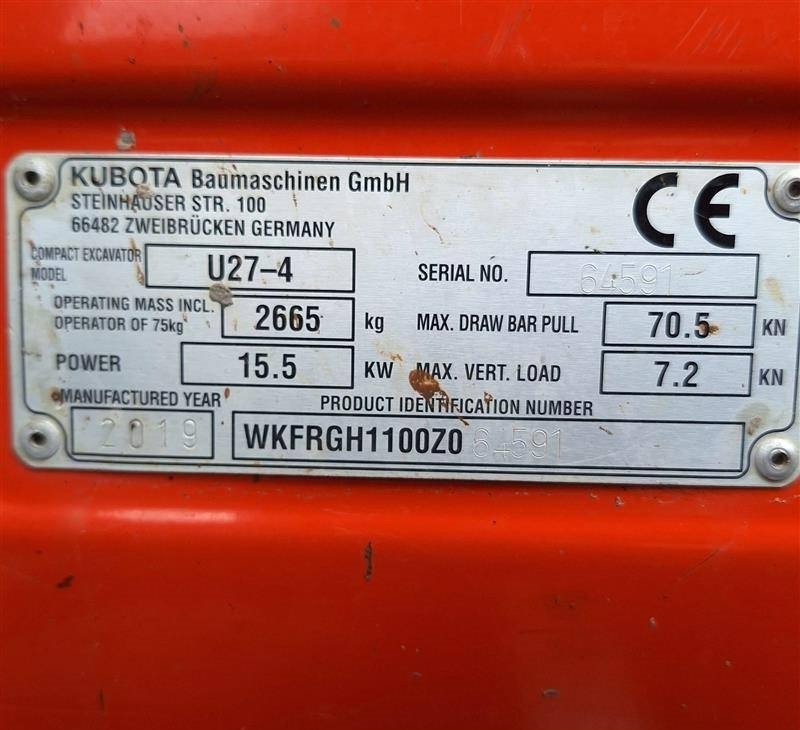 KUBOTA Baumaschinen GmbH
STEINHAUSER STR. 100
66482 ZWEIBRÜCKEN GERMANY
CE
COMPACT EXCAVATOR MODEL U27-4 SERIAL NO. 64591
OPERATING MASS INCL. OPERATOR OF 75kg 2665 kg MAX. DRAW BAR PULL 70.5 KN
POWER 15.5 KW MAX. VERT. LOAD 7.2 KN
MANUFACTURED YEAR PRODUCT IDENTIFICATION NUMBER
2019 WKFRGH1100Z064591